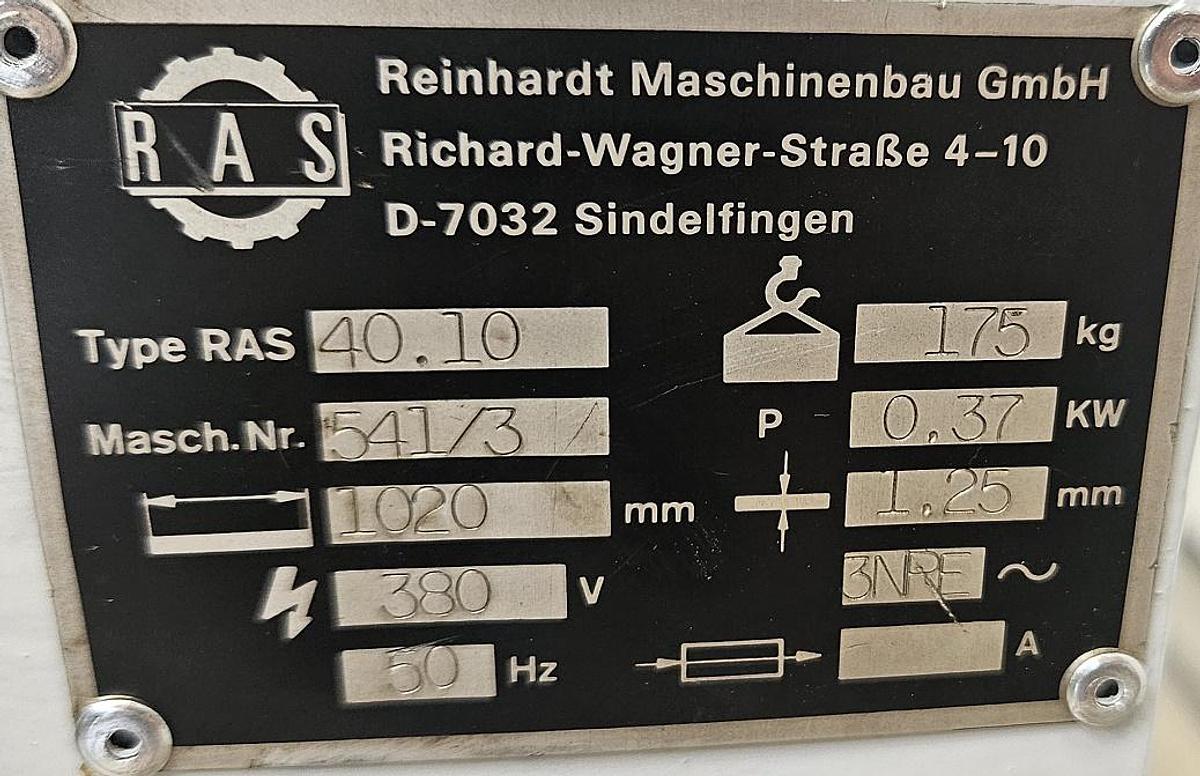 RAS
Reinhardt Maschinenbau GmbH
Richard-Wagner-Straße 4-10
D-7032 Sindelfingen
Type RAS 40.10
175 kg
Masch.Nr. 541/3 /
P 0,37 KW
1020 mm
1.25 mm
380 V
3NPE ~
50 Hz
A